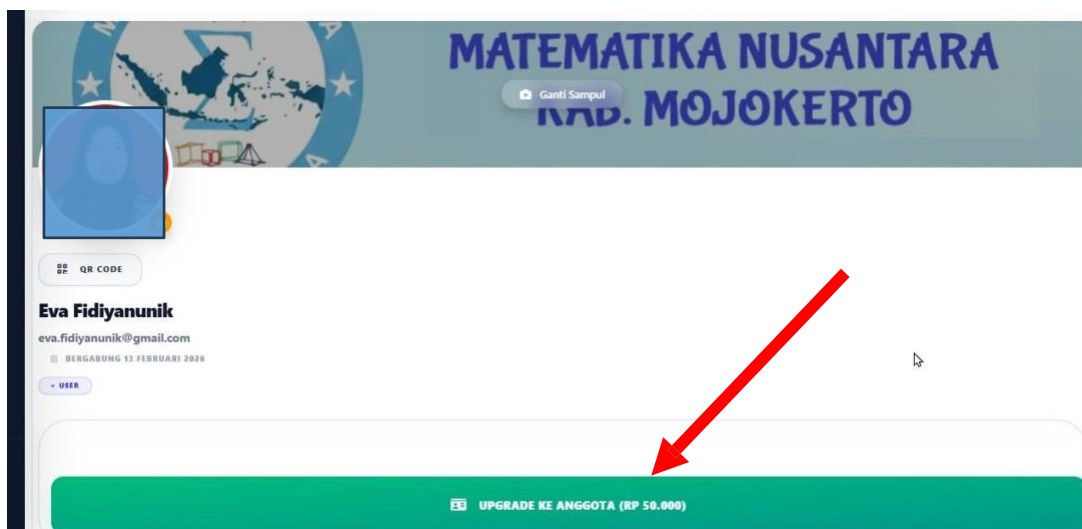 MATEMATIKA NUSANTARA
Ganti Sampul
KAB. MOJOKERTO
QR CODE
Eva Fidiyanunik
eva.fidiyanunik@gmail.com
BERGABUNG 13 FEBRUARI 2026
USER
UPGRADE KE ANGGOTA (RP 50.000)